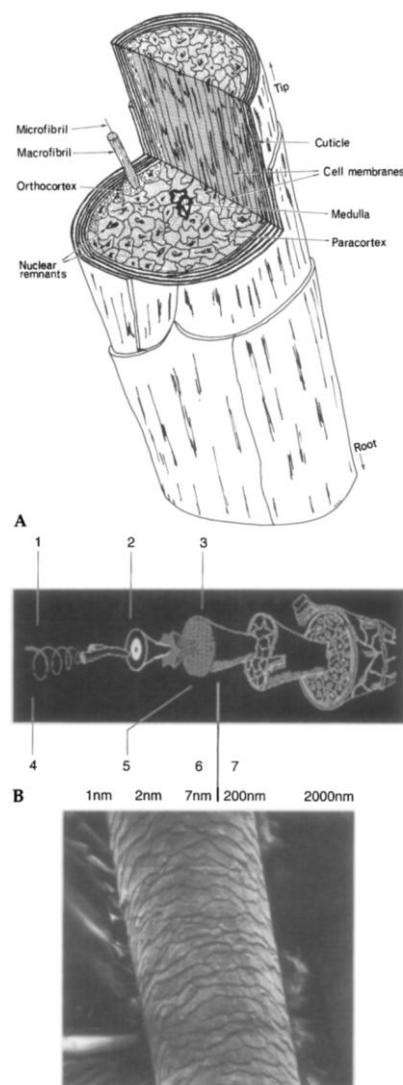 Tip
Microfibril
Macrofibril
Cuticle
Cell membranes
Orthocortex
Medulla
Paracortex
Nuclear
remnants
Root
A
1 2 3
4 5 6 7
1nm 2nm 7nm 200nm 2000nm
B